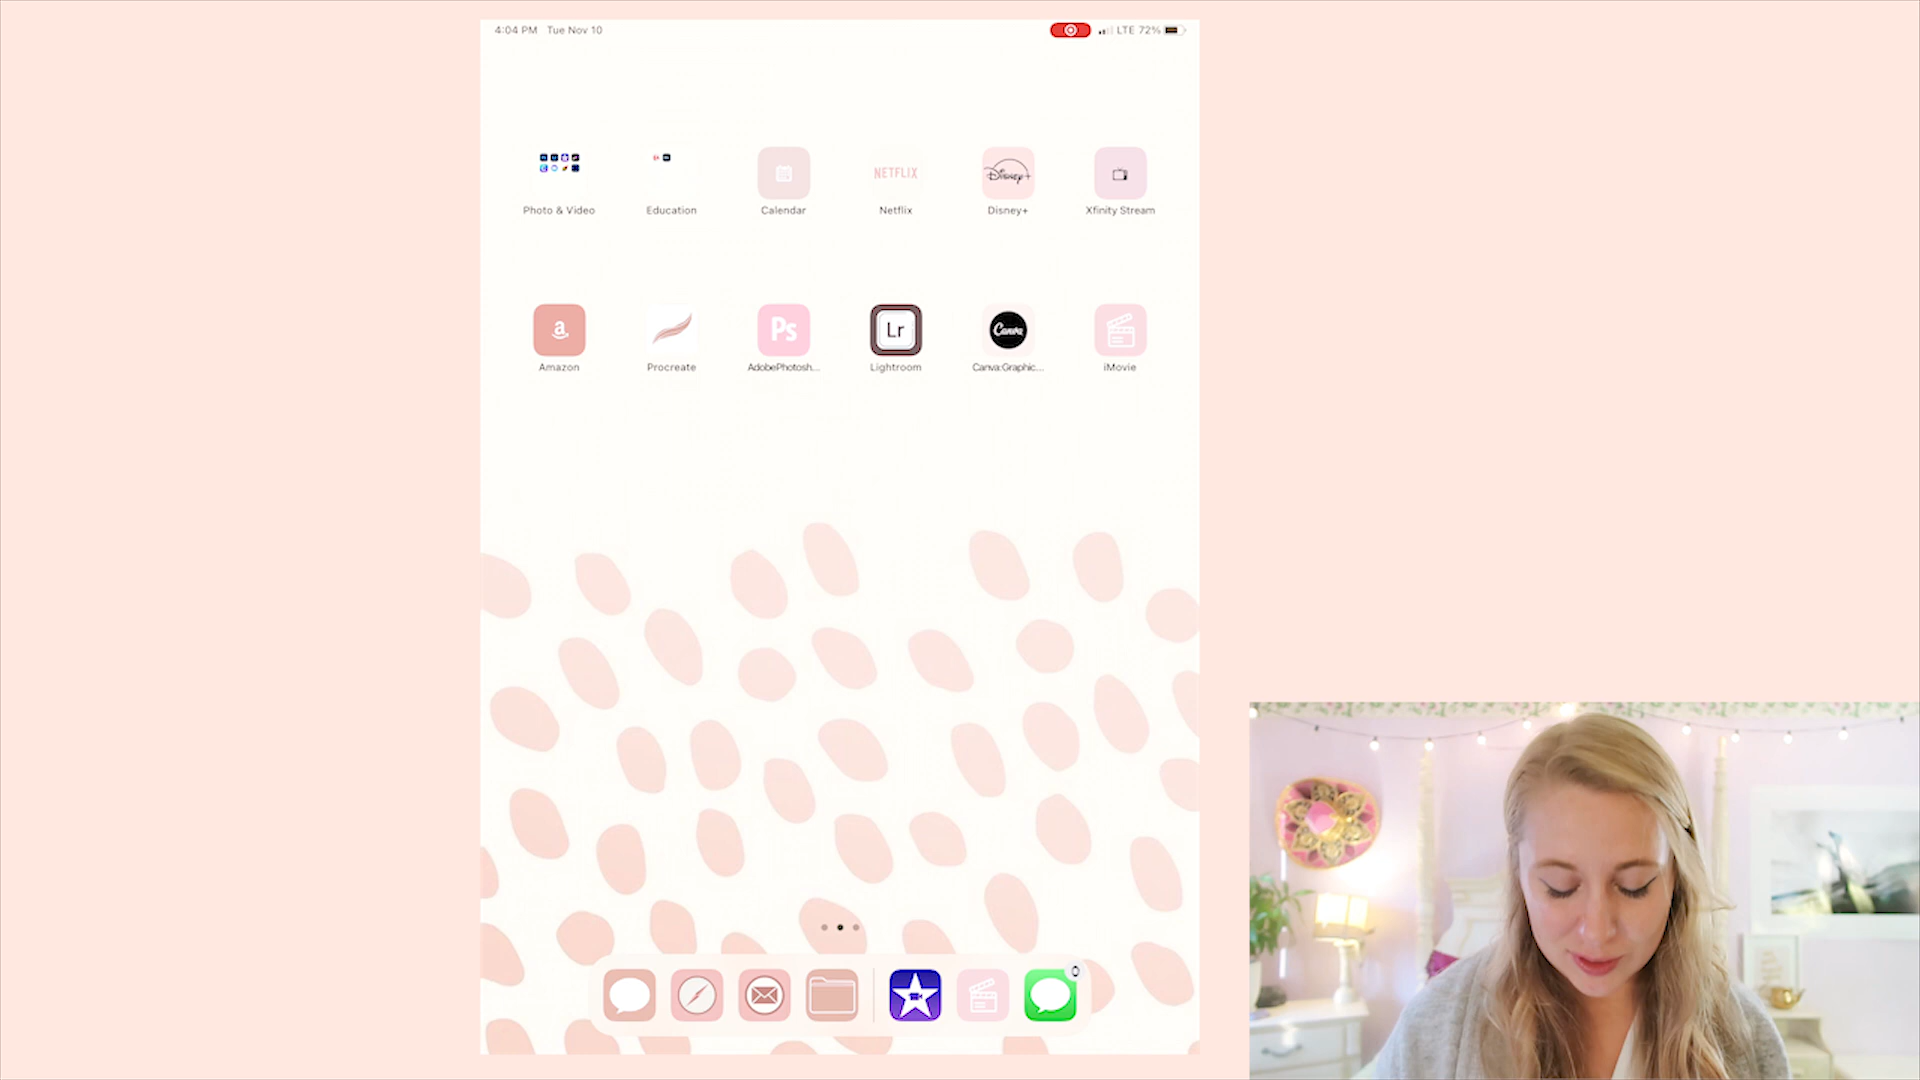 4:04 PM Tue Nov 10
LTE 72%
Photo & Video
Education
Calendar
NETFLIX
Netflix
Disney+
Disney+
Xfinity Stream
a
Amazon
Procreate
Ps
AdobePhotosh...
Lr
Lightroom
Canva
Canva:Graphic...
iMovie